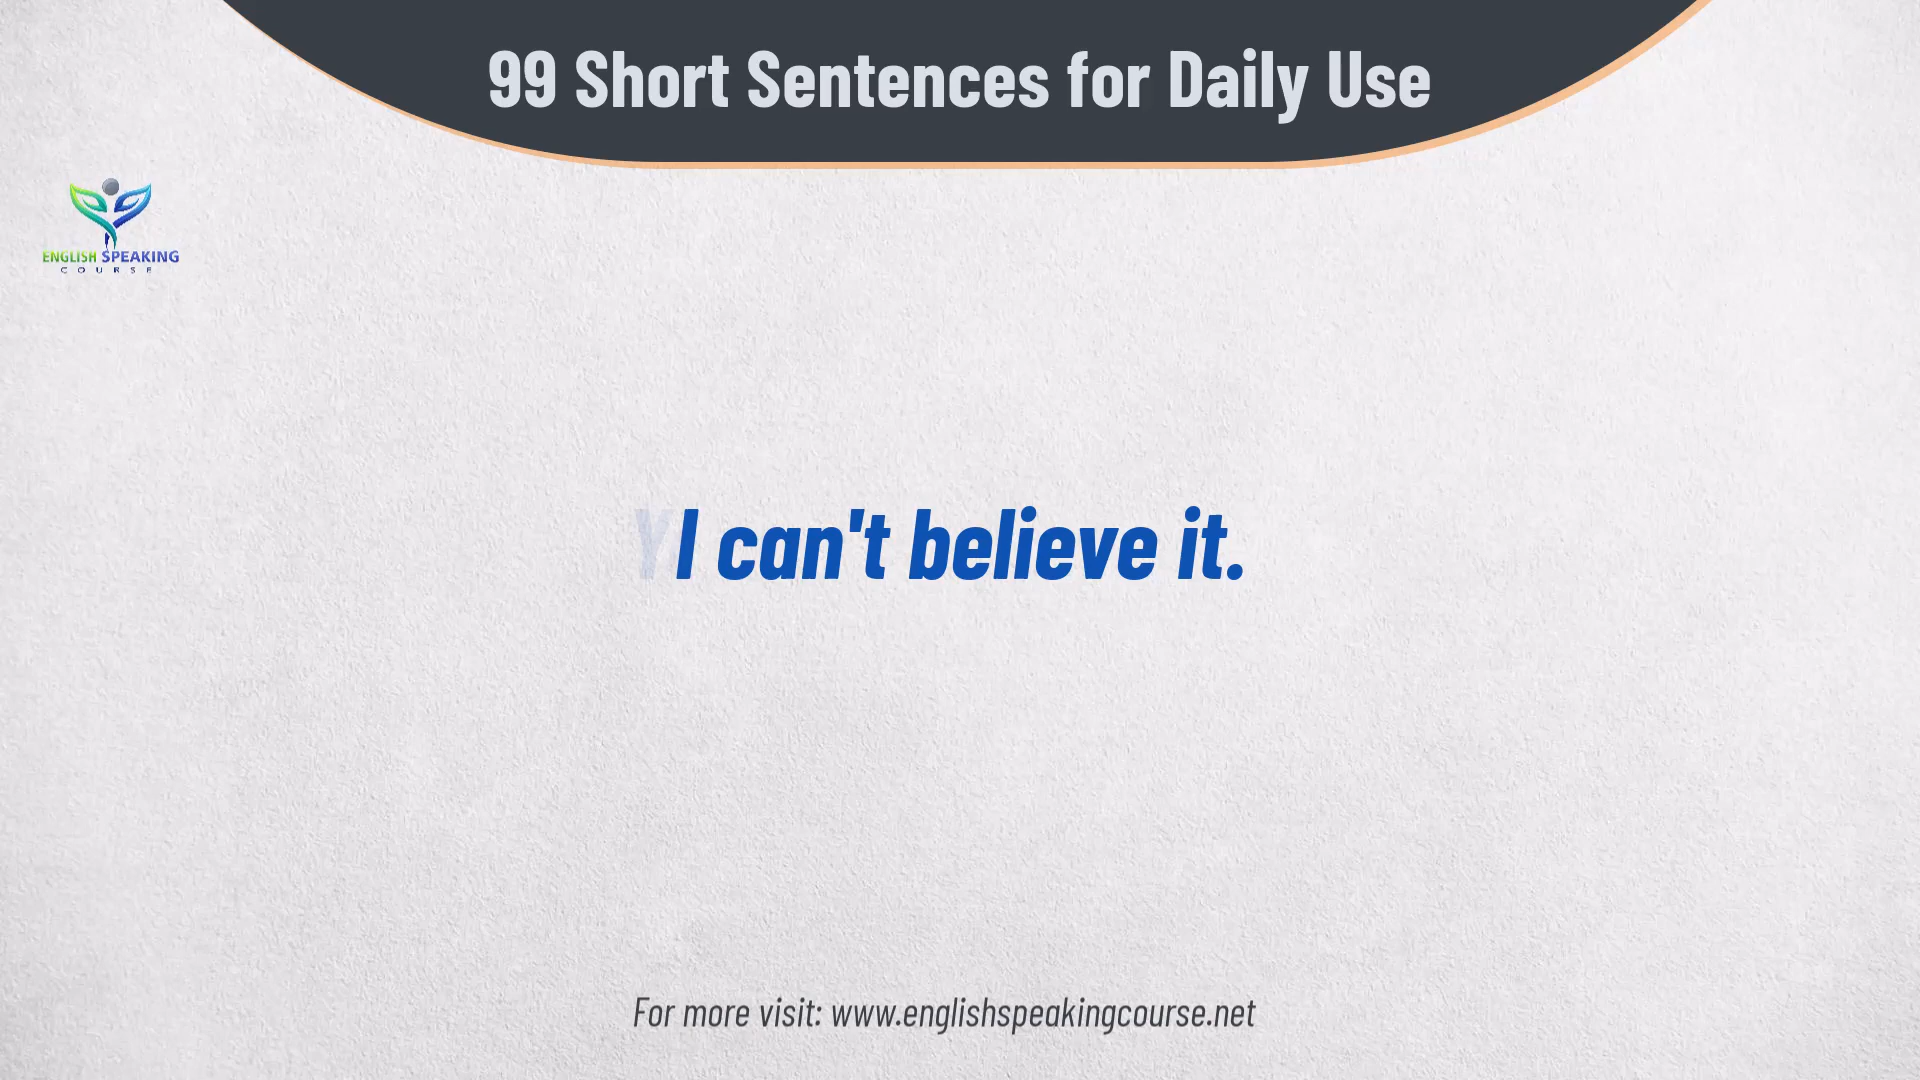 99 Short Sentences for Daily Use
ENGLISH SPEAKING
COURSE
Y I can't believe it.
For more visit: www.englishspeakingcourse.net